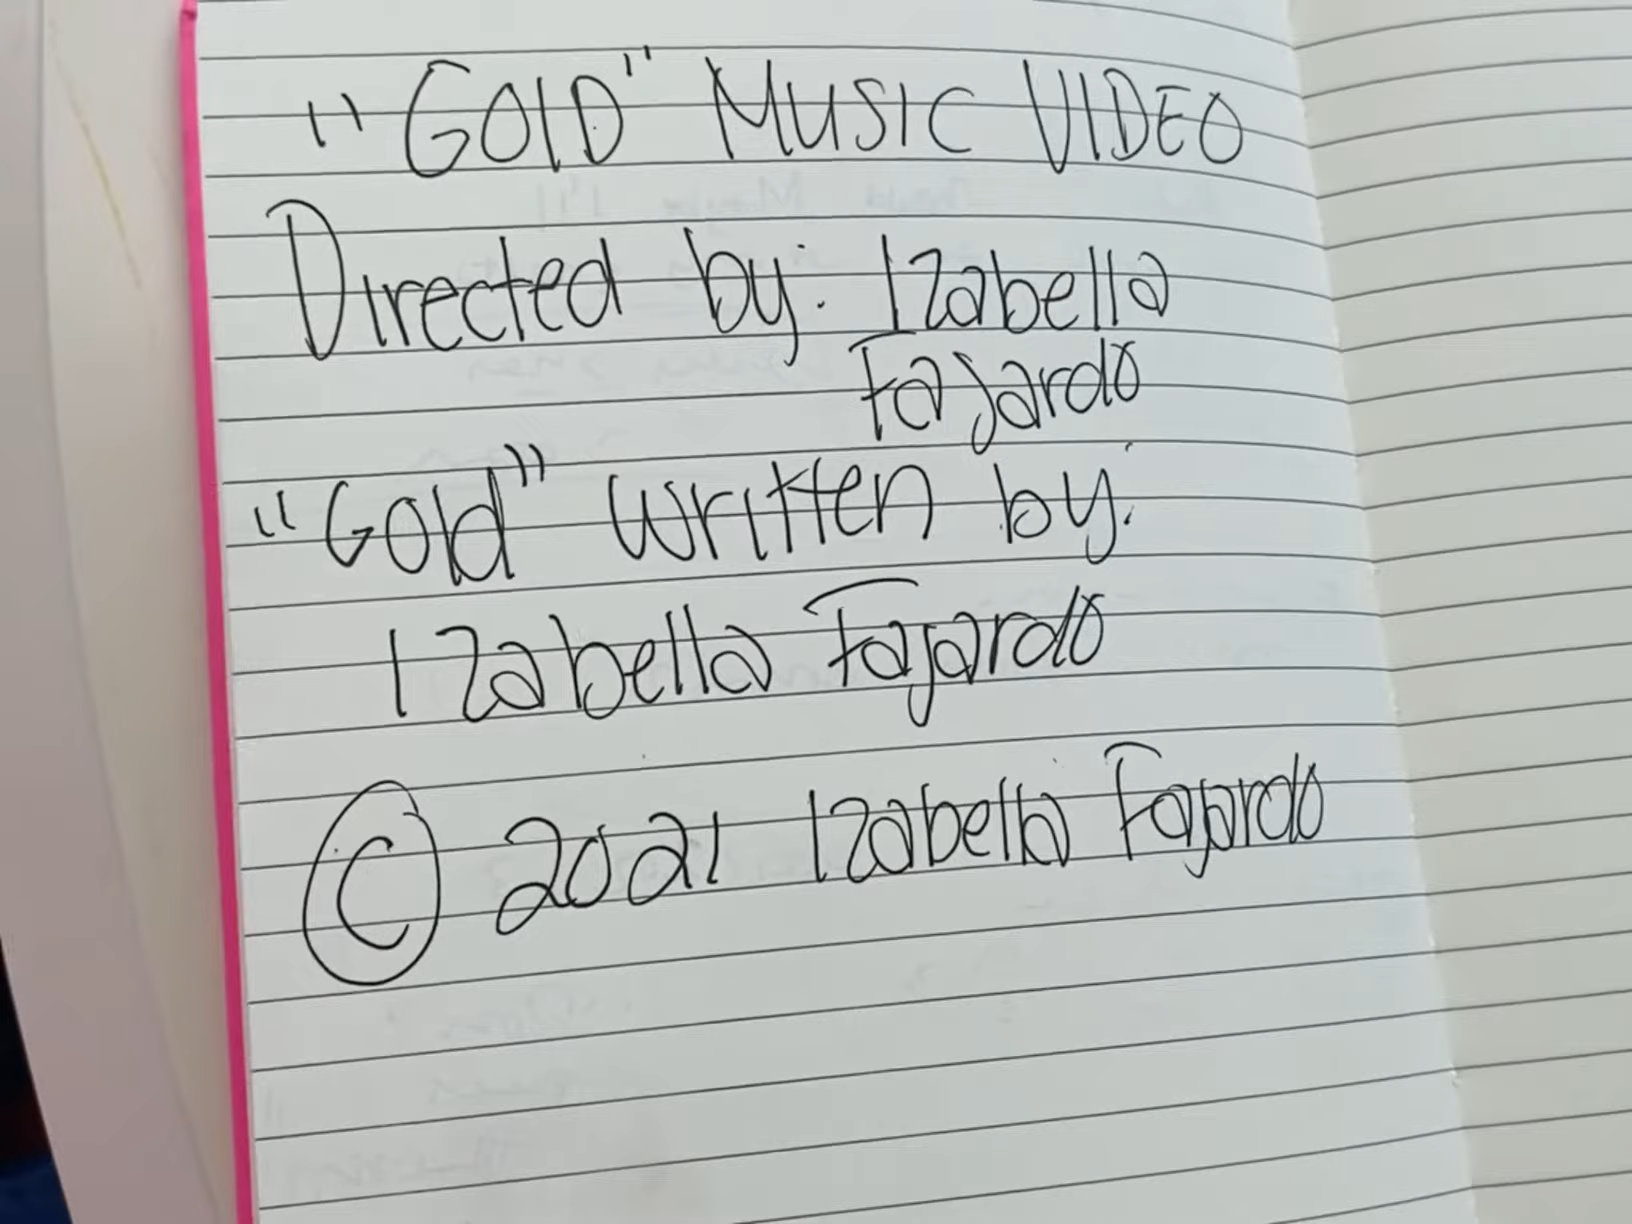 "GOLD" MUSIC VIDEO
Directed by: Izabella
Fajardo
"Gold" written by:
Izabella Fajardo
© 2021 Izabella Fajardo